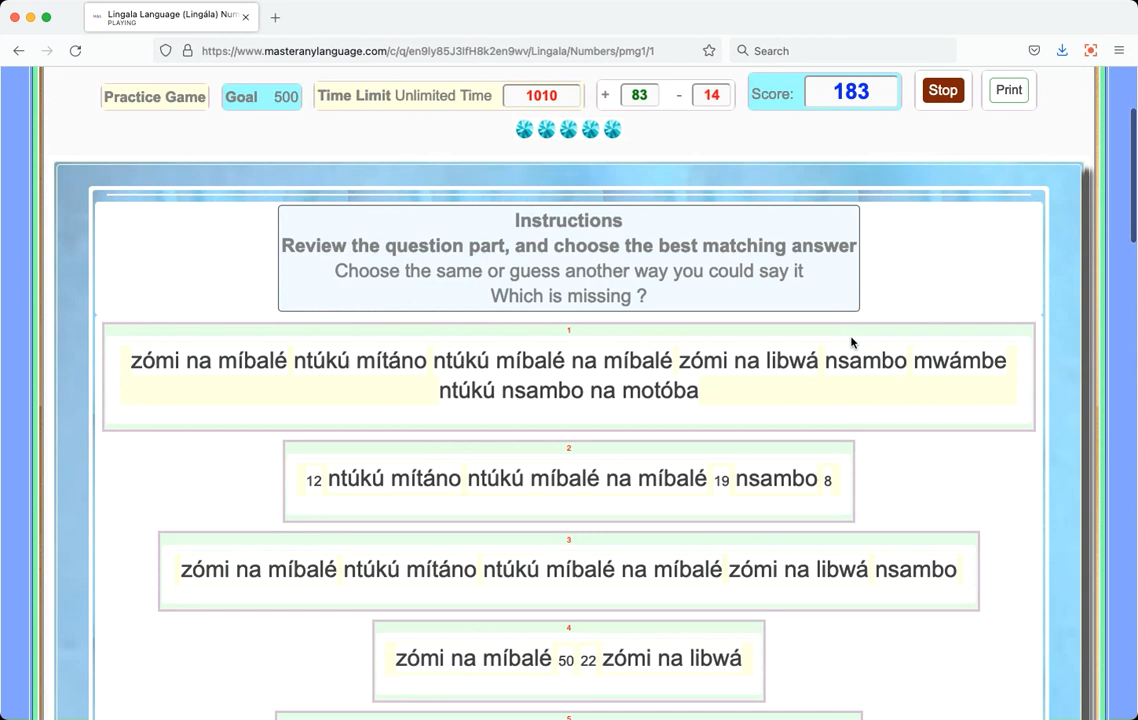 Lingala Language (Lingála) Num
PLAYING
https://www.masteranylanguage.com/c/q/en9ly85J3lfH8k2en9wv/Lingala/Numbers/pmg1/1
Search
Practice Game
Goal 500
Time Limit Unlimited Time 1010
+ 83 - 14
Score: 183
Stop
Print
Instructions
Review the question part, and choose the best matching answer
Choose the same or guess another way you could say it
Which is missing ?
1
zómi na míbalé ntúkú mítáno ntúkú míbalé na míbalé zómi na libwá nsambo mwámbe
ntúkú nsambo na motóba
2
12 ntúkú mítáno ntúkú míbalé na míbalé 19 nsambo 8
3
zómi na míbalé ntúkú mítáno ntúkú míbalé na míbalé zómi na libwá nsambo
4
zómi na míbalé 50 22 zómi na libwá